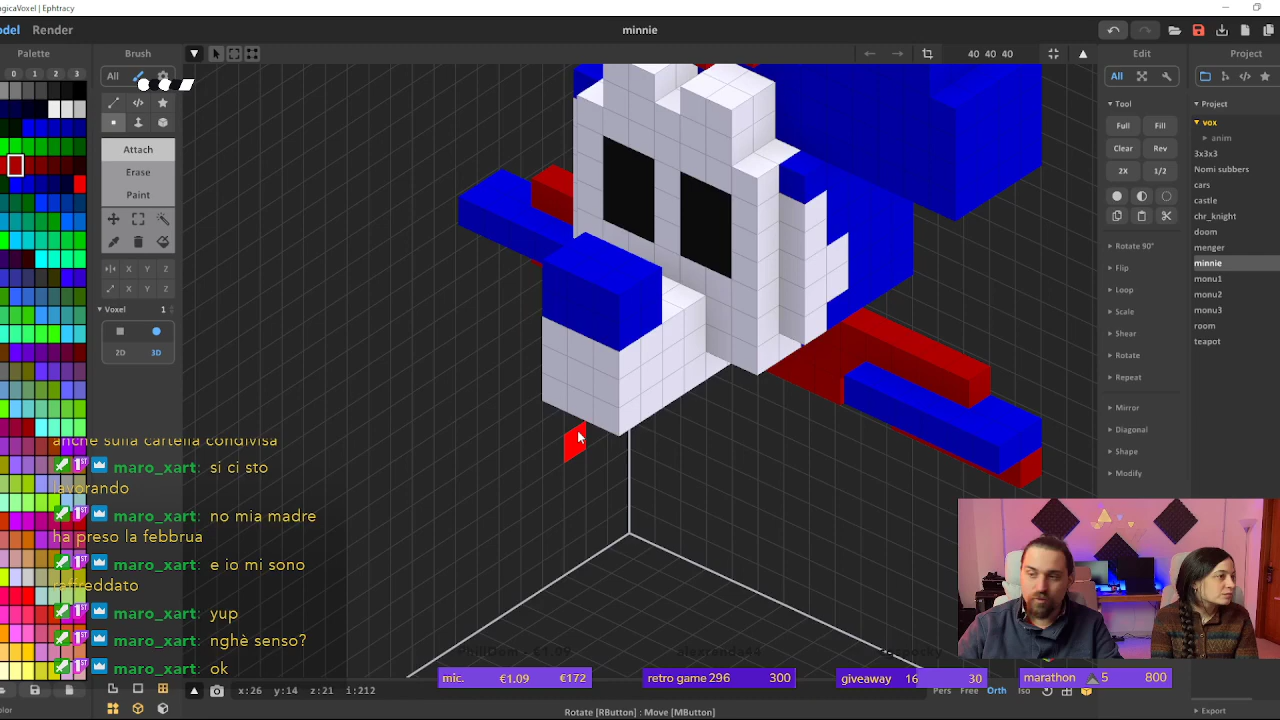 agicaVoxel | Ephtracy
odel Render
minnie
Palette
Brush
40 40 40
Edit
Project
0 1 2 3
All
All
Project
Tool
vox
anim
Full Fill
Attach
Clear Rev
3x3x3
Erase
2X 1/2
Nomi subbers
Paint
cars
castle
chr_knight
doom
Rotate 90°
menger
Flip
minnie
X Y Z
monu1
X Y Z
Loop
monu2
Voxel 1
Scale
monu3
Shear
room
2D 3D
Rotate
teapot
Repeat
Mirror
Diagonal
Shape
Modify
anche sulla cartella condivisa
maro_xart: si ci sto
lavorando
maro_xart: no mia madre
ha preso la febbrua
maro_xart: e io mi sono
raffreddato
maro_xart: yup
maro_xart: nghè senso?
maro_xart: ok
mic. €1.09 €172
retro game 296 300
giveaway 16 30
marathon 5 800
x:26 y:14 z:21 i:212
Pers Free Orth Iso
olor
Rotate [RButton] : Move [MButton]
Export